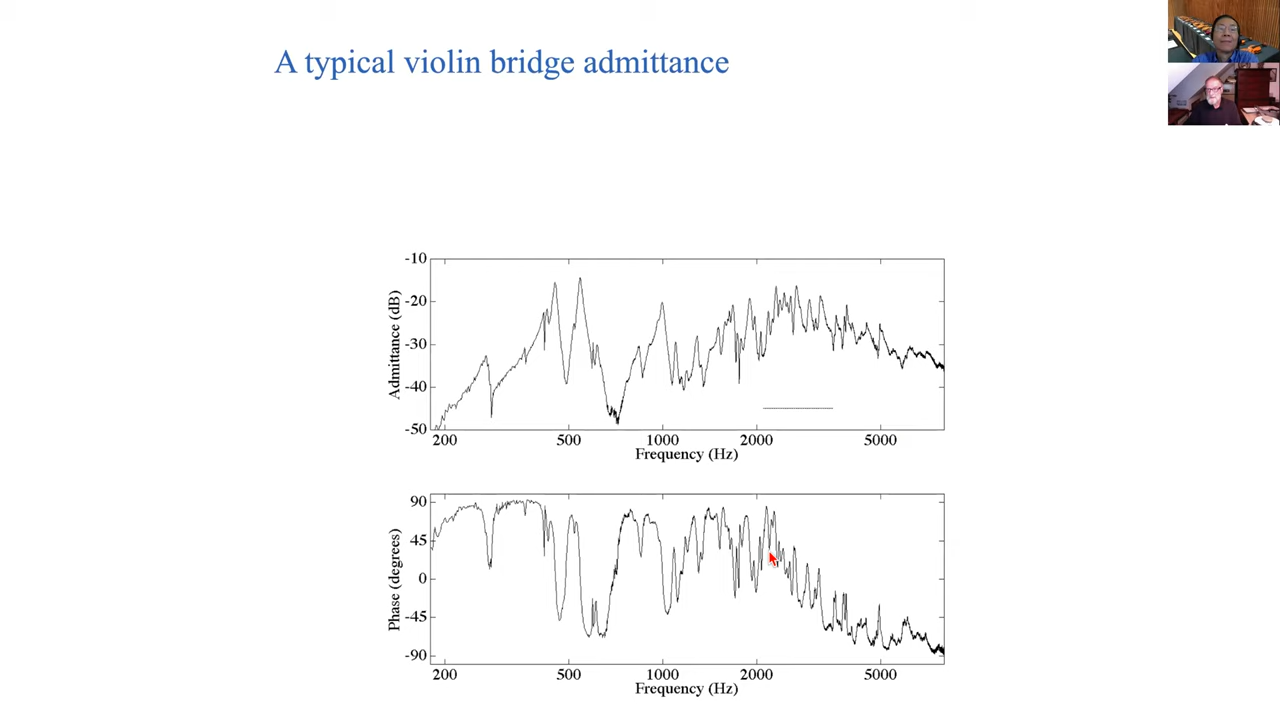 A typical violin bridge admittance
-10
-20
-30
-40
-50
Admittance (dB)
200 500 1000 2000 5000
Frequency (Hz)
90
45
0
-45
-90
Phase (degrees)
200 500 1000 2000 5000
Frequency (Hz)